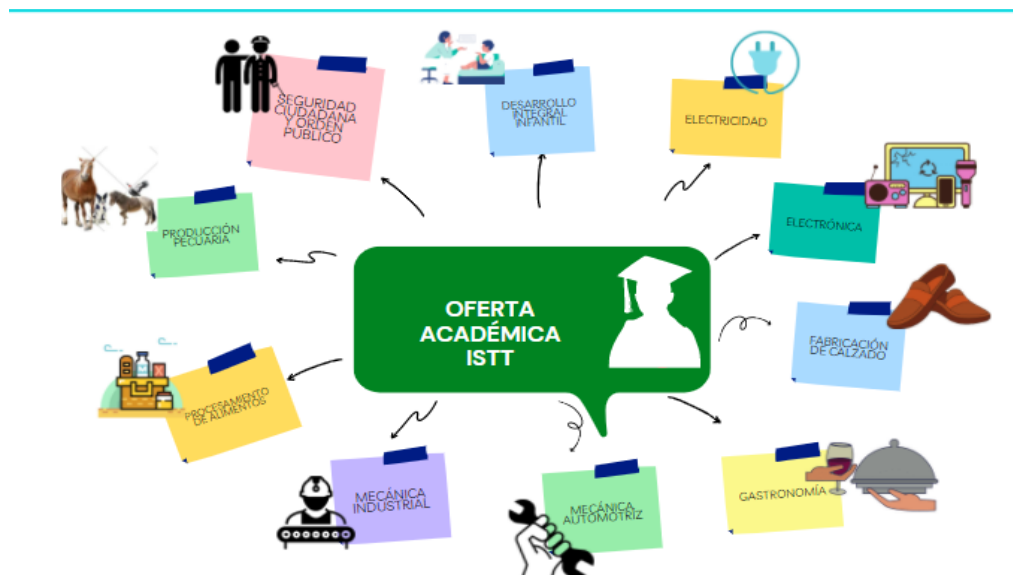 SEGURIDAD
CIUDADANA
Y ORDEN
PÚBLICO
DESARROLLO
INTEGRAL
INFANTIL
ELECTRICIDAD
PRODUCCIÓN
PECUARIA
ELECTRÓNICA
OFERTA
ACADÉMICA
ISTT
FABRICACIÓN
DE CALZADO
PROCESAMIENTO
DE ALIMENTOS
MECÁNICA
INDUSTRIAL
MECÁNICA
AUTOMOTRIZ
GASTRONOMÍA